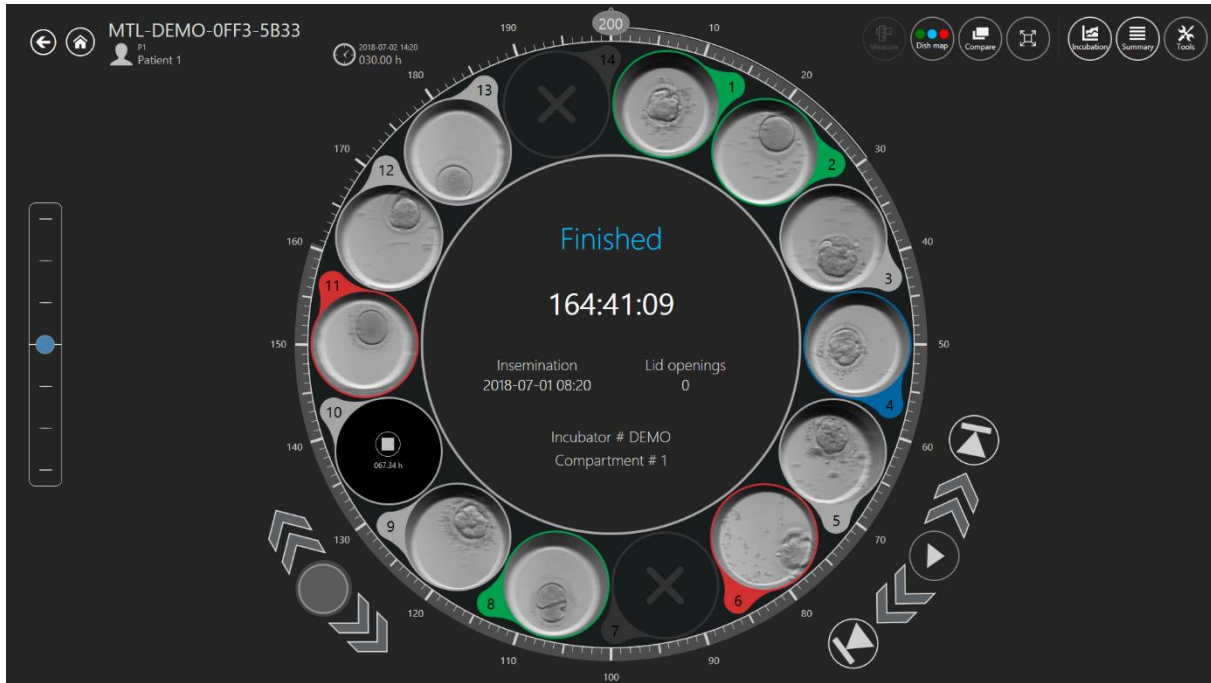 MTL-DEMO-0FF3-5B33
P1
Patient 1
2018-07-02 14:20
030.00 h
Measure
Dish map
Compare
Incubation
Summary
Tools
200
10
20
30
40
50
60
70
80
90
100
110
120
130
140
150
160
170
180
190
1
2
3
4
5
6
7
8
9
10
067.34 h
11
12
13
14
Finished
164:41:09
Insemination
2018-07-01 08:20
Lid openings
0
Incubator # DEMO
Compartment # 1